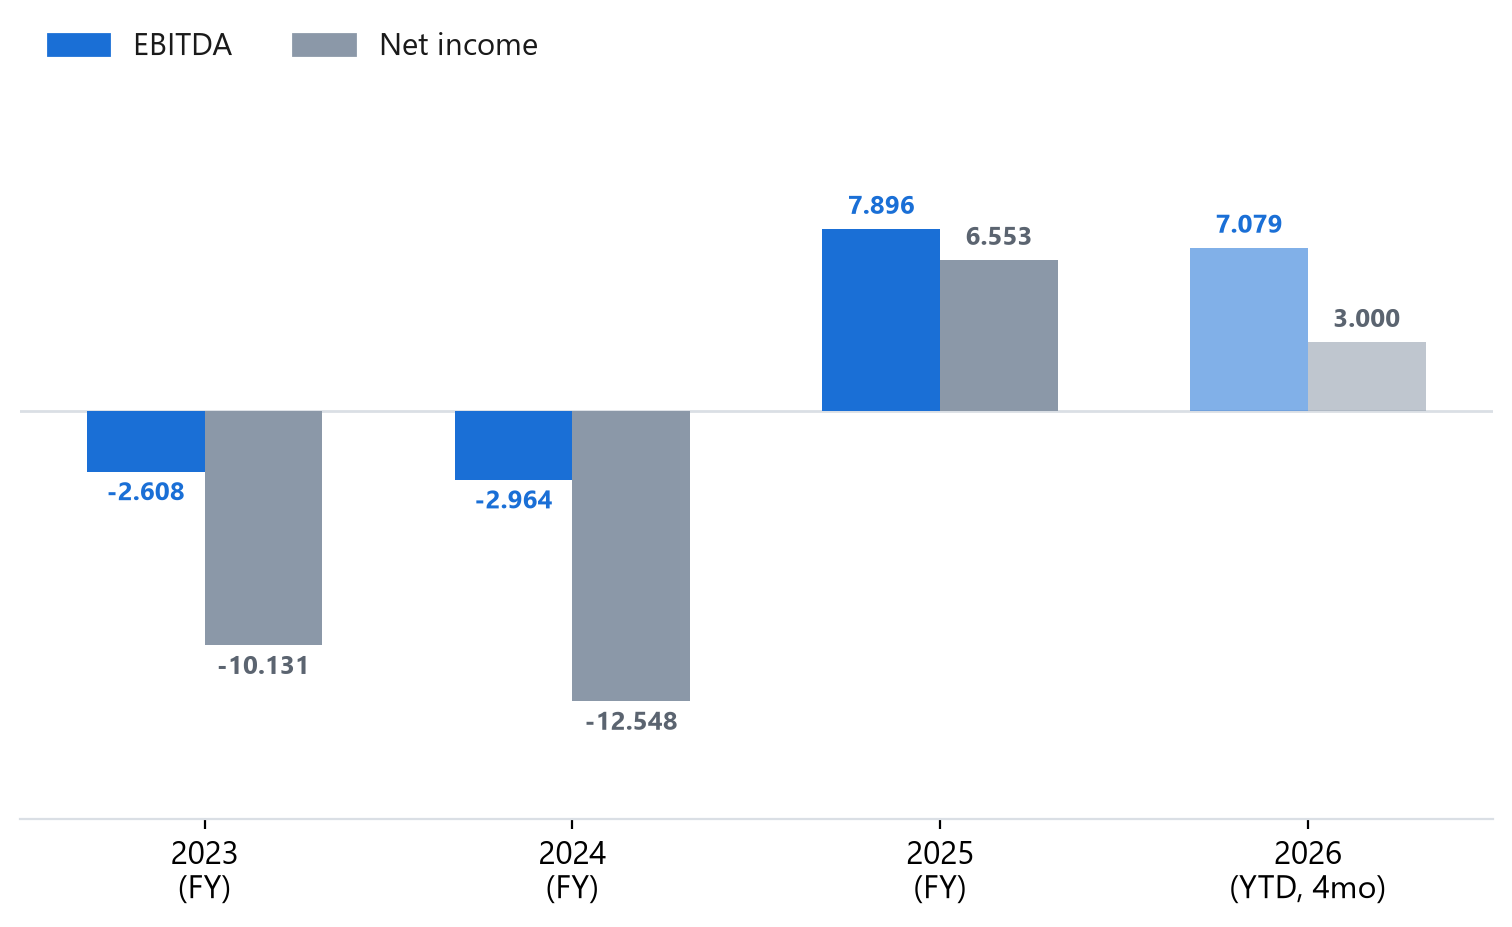 EBITDA Net income
7.896
6.553
7.079
3.000
-2.608
-10.131
-2.964
-12.548
2023
(FY)
2024
(FY)
2025
(FY)
2026
(YTD, 4mo)